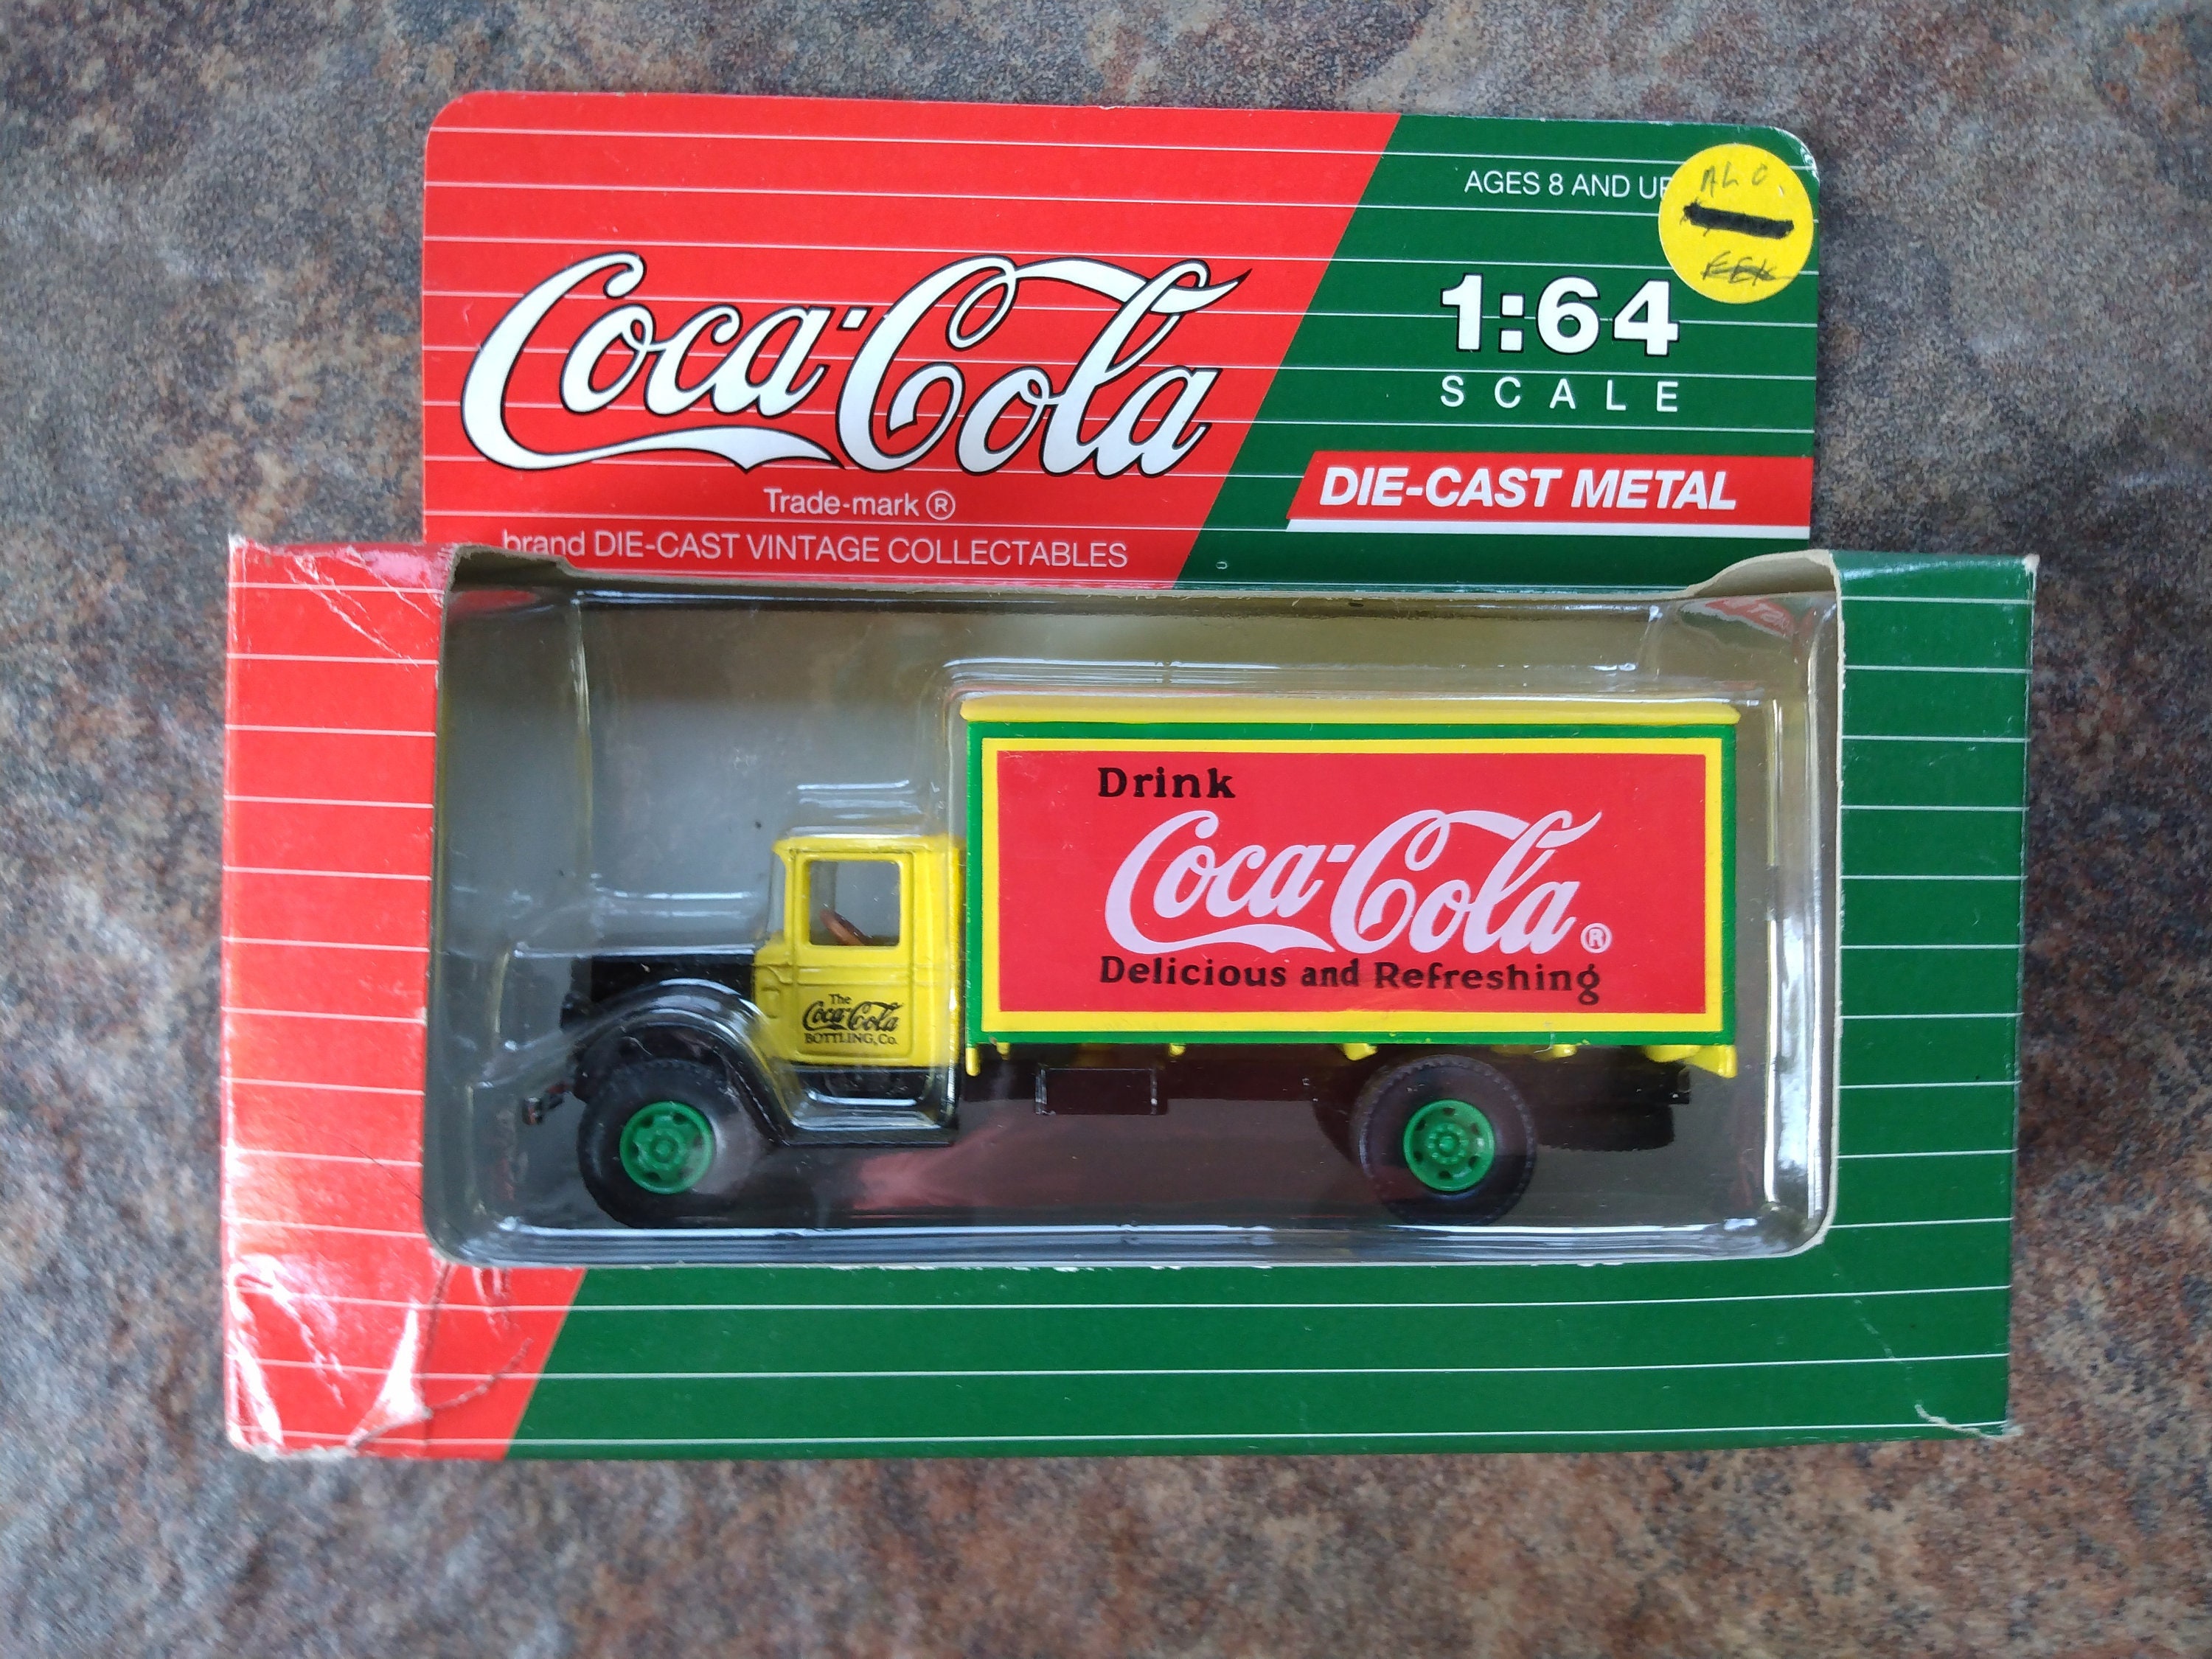 Coca-Cola
Trade-mark ®
brand DIE-CAST VINTAGE COLLECTABLES
AGES 8 AND UP
1:64
SCALE
DIE-CAST METAL
Drink
Coca-Cola®
Delicious and Refreshing
The
Coca-Cola
BOTTLING, Co.